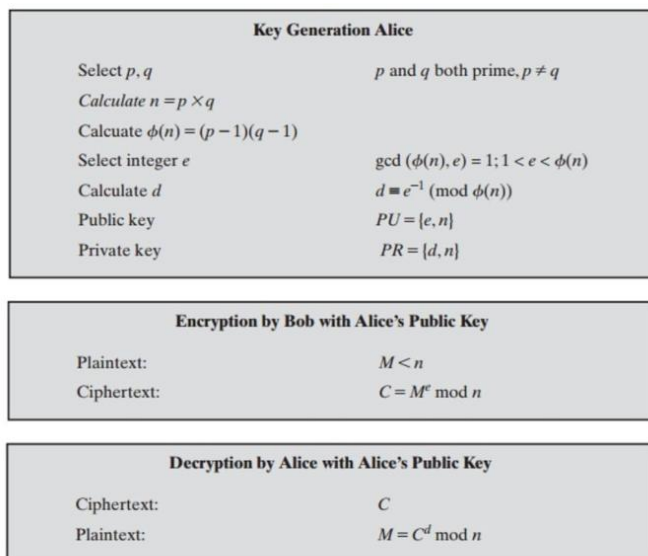 Key Generation Alice
Select p, q p and q both prime, p ≠ q
Calculate n = p × q
Calcuate ϕ(n) = (p − 1)(q − 1)
Select integer e gcd (ϕ(n), e) = 1; 1 < e < ϕ(n)
Calculate d d ≡ e⁻¹ (mod ϕ(n))
Public key PU = {e, n}
Private key PR = {d, n}
Encryption by Bob with Alice's Public Key
Plaintext: M < n
Ciphertext: C = Mᵉ mod n
Decryption by Alice with Alice's Public Key
Ciphertext: C
Plaintext: M = Cᵈ mod n